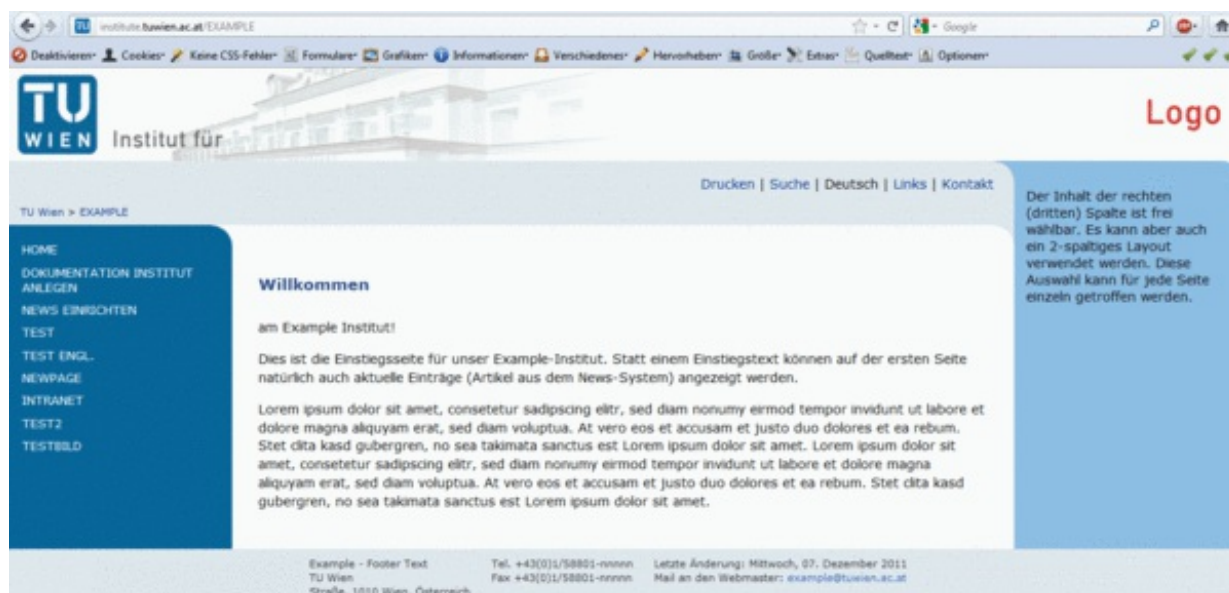 institute.tuwien.ac.at/EXAMPLE
Google
Deaktivieren Cookies Keine CSS-Fehler Formulare Grafiken Informationen Verschiedenes Hervorheben Größe Extras Quelltext Optionen
TU
WIEN
Institut für
Logo
Drucken | Suche | Deutsch | Links | Kontakt
TU Wien > EXAMPLE
HOME
DOKUMENTATION INSTITUT
ANLEGEN
NEWS EINRICHTEN
TEST
TEST ENGL.
NEWPAGE
INTRANET
TEST2
TESTBILD
Willkommen
am Example Institut!
Dies ist die Einstiegsseite für unser Example-Institut. Statt einem Einstiegstext können auf der ersten Seite
natürlich auch aktuelle Einträge (Artikel aus dem News-System) angezeigt werden.
Lorem ipsum dolor sit amet, consetetur sadipscing elitr, sed diam nonumy eirmod tempor invidunt ut labore et
dolore magna aliquyam erat, sed diam voluptua. At vero eos et accusam et justo duo dolores et ea rebum.
Stet clita kasd gubergren, no sea takimata sanctus est Lorem ipsum dolor sit amet. Lorem ipsum dolor sit
amet, consetetur sadipscing elitr, sed diam nonumy eirmod tempor invidunt ut labore et dolore magna
aliquyam erat, sed diam voluptua. At vero eos et accusam et justo duo dolores et ea rebum. Stet clita kasd
gubergren, no sea takimata sanctus est Lorem ipsum dolor sit amet.
Der Inhalt der rechten
(dritten) Spalte ist frei
wählbar. Es kann aber auch
ein 2-spaltiges Layout
verwendet werden. Diese
Auswahl kann für jede Seite
einzeln getroffen werden.
Example - Footer Text
TU Wien
Straße, 1010 Wien, Österreich
Tel. +43(0)1/58801-nnnnn
Fax +43(0)1/58801-nnnnn
Letzte Änderung: Mittwoch, 07. Dezember 2011
Mail an den Webmaster: example@tuwien.ac.at